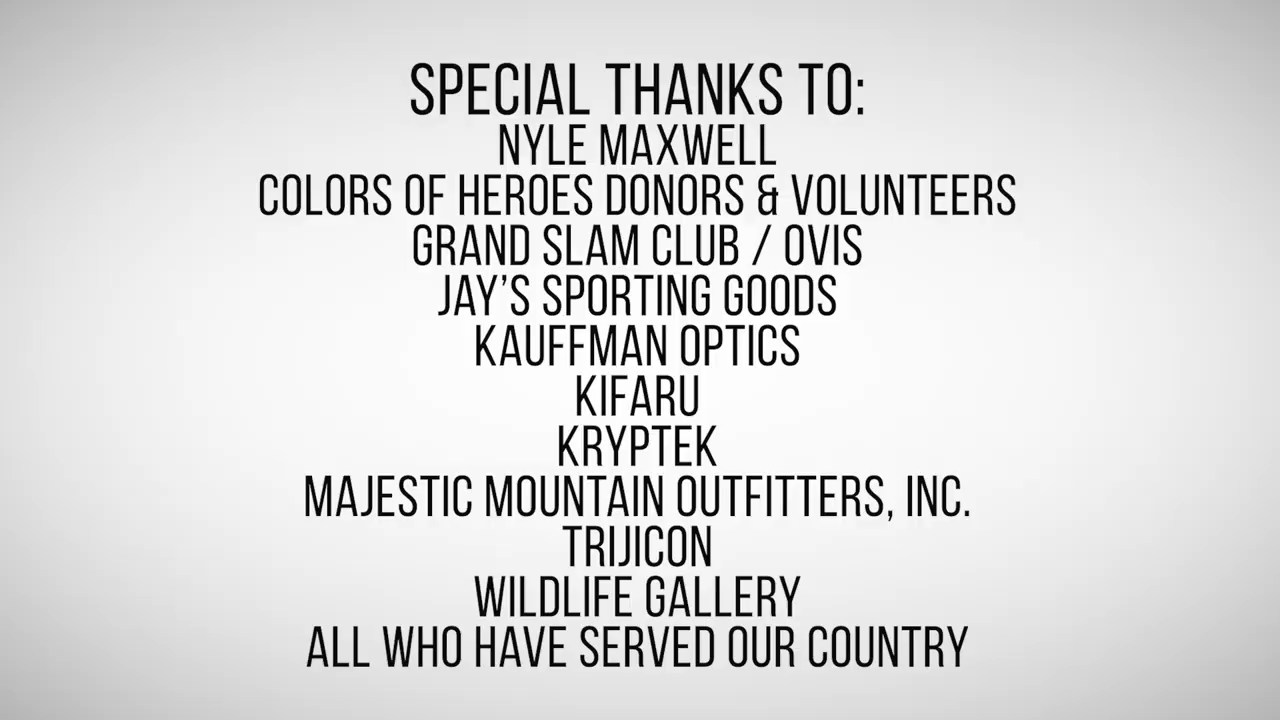 SPECIAL THANKS TO:
NYLE MAXWELL
COLORS OF HEROES DONORS & VOLUNTEERS
GRAND SLAM CLUB / OVIS
JAY’S SPORTING GOODS
KAUFFMAN OPTICS
KIFARU
KRYPTEK
MAJESTIC MOUNTAIN OUTFITTERS, INC.
TRIJICON
WILDLIFE GALLERY
ALL WHO HAVE SERVED OUR COUNTRY